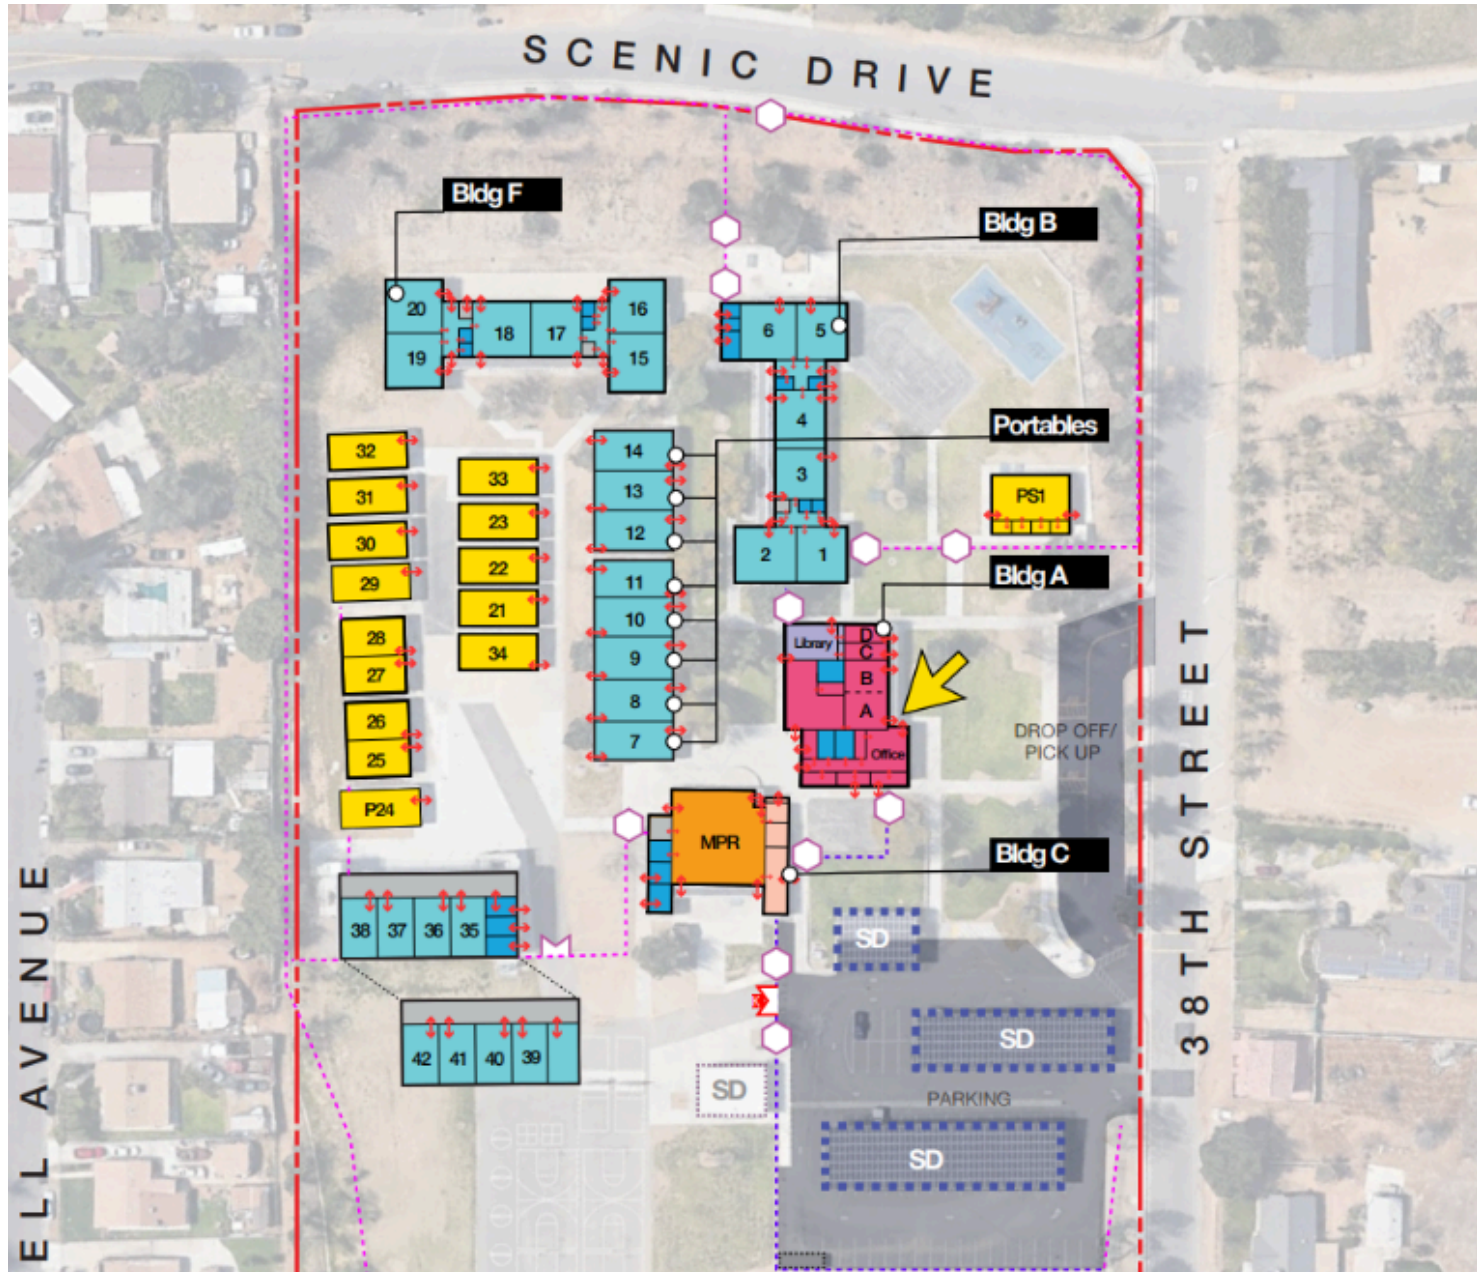 SCENIC DRIVE
Bldg F
Bldg B
20
19
18
17
16
15
6
5
4
3
2
1
Portables
32
31
30
29
28
27
26
25
P24
33
23
22
21
34
14
13
12
11
10
9
8
7
PS1
Bldg A
Library
D
C
B
A
Office
DROP OFF/
PICK UP
38TH STREET
MPR
Bldg C
38
37
36
35
42
41
40
39
SD
SD
SD
PARKING
SD
ELL AVENUE